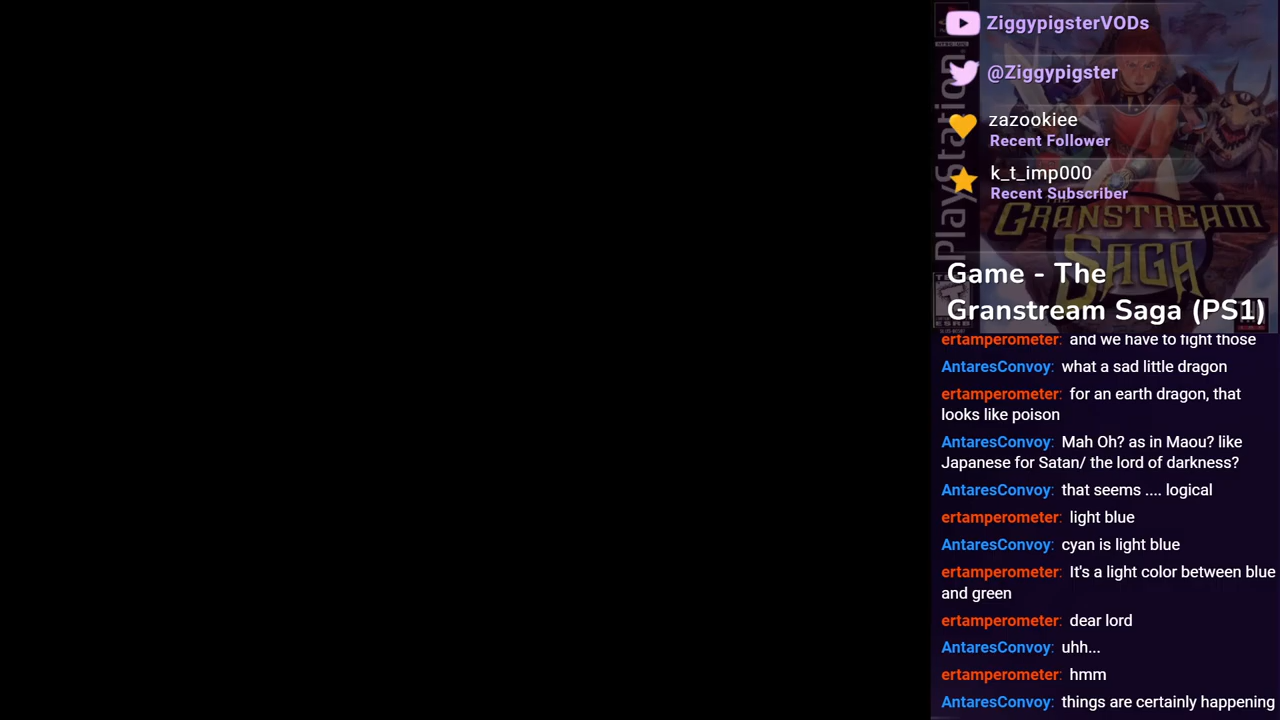 ZiggypigsterVODs
@Ziggypigster
zazookiee
Recent Follower
k_t_imp000
Recent Subscriber
PlayStation
THE
GRANSTREAM
SAGA
Game - The
Granstream Saga (PS1)
ertamperometer: and we have to fight those
AntaresConvoy: what a sad little dragon
ertamperometer: for an earth dragon, that
looks like poison
AntaresConvoy: Mah Oh? as in Maou? like
Japanese for Satan/ the lord of darkness?
AntaresConvoy: that seems .... logical
ertamperometer: light blue
AntaresConvoy: cyan is light blue
ertamperometer: It's a light color between blue
and green
ertamperometer: dear lord
AntaresConvoy: uhh...
ertamperometer: hmm
AntaresConvoy: things are certainly happening